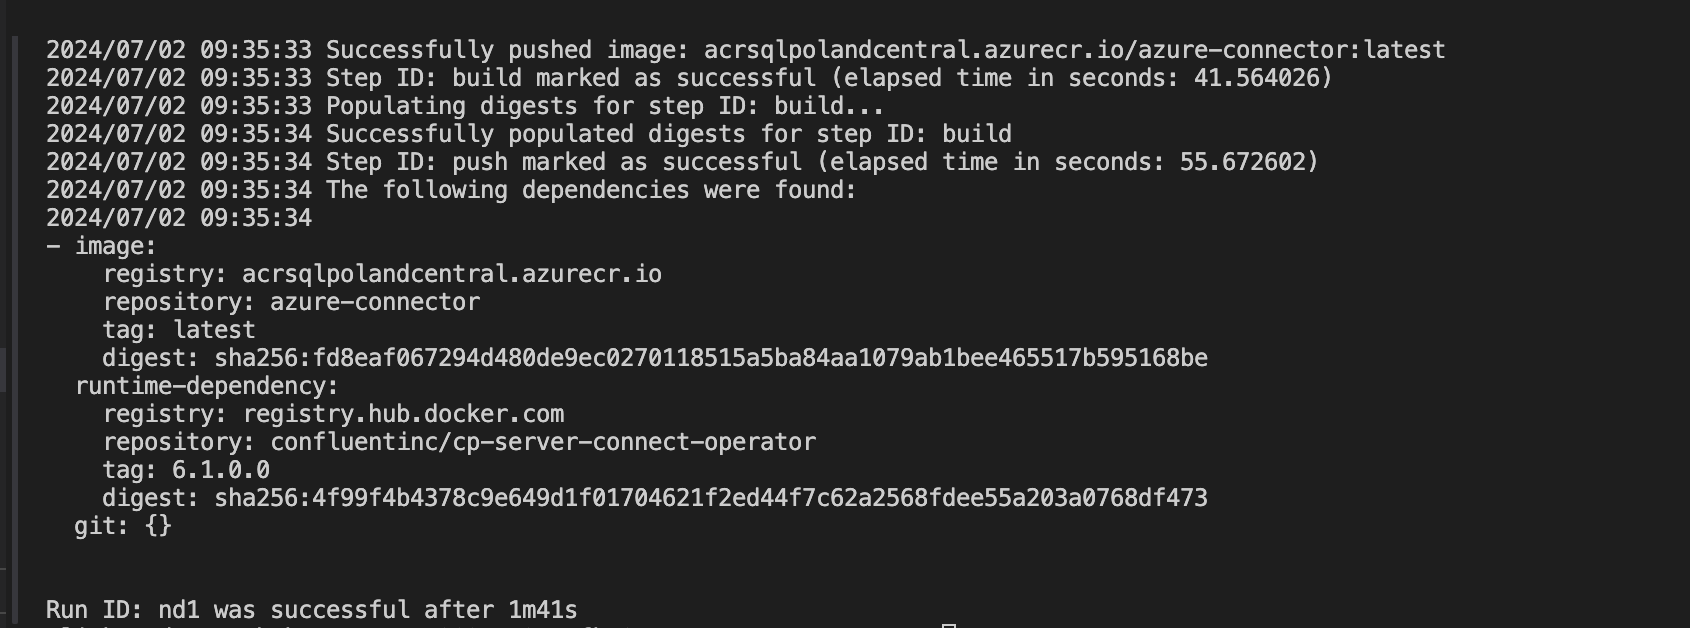 2024/07/02 09:35:33 Successfully pushed image: acrsqlpolandcentral.azurecr.io/azure-connector:latest
2024/07/02 09:35:33 Step ID: build marked as successful (elapsed time in seconds: 41.564026)
2024/07/02 09:35:33 Populating digests for step ID: build...
2024/07/02 09:35:34 Successfully populated digests for step ID: build
2024/07/02 09:35:34 Step ID: push marked as successful (elapsed time in seconds: 55.672602)
2024/07/02 09:35:34 The following dependencies were found:
2024/07/02 09:35:34
- image:
    registry: acrsqlpolandcentral.azurecr.io
    repository: azure-connector
    tag: latest
    digest: sha256:fd8eaf067294d480de9ec0270118515a5ba84aa1079ab1bee465517b595168be
  runtime-dependency:
    registry: registry.hub.docker.com
    repository: confluentinc/cp-server-connect-operator
    tag: 6.1.0.0
    digest: sha256:4f99f4b4378c9e649d1f01704621f2ed44f7c62a2568fdee55a203a0768df473
  git: {}
Run ID: nd1 was successful after 1m41s